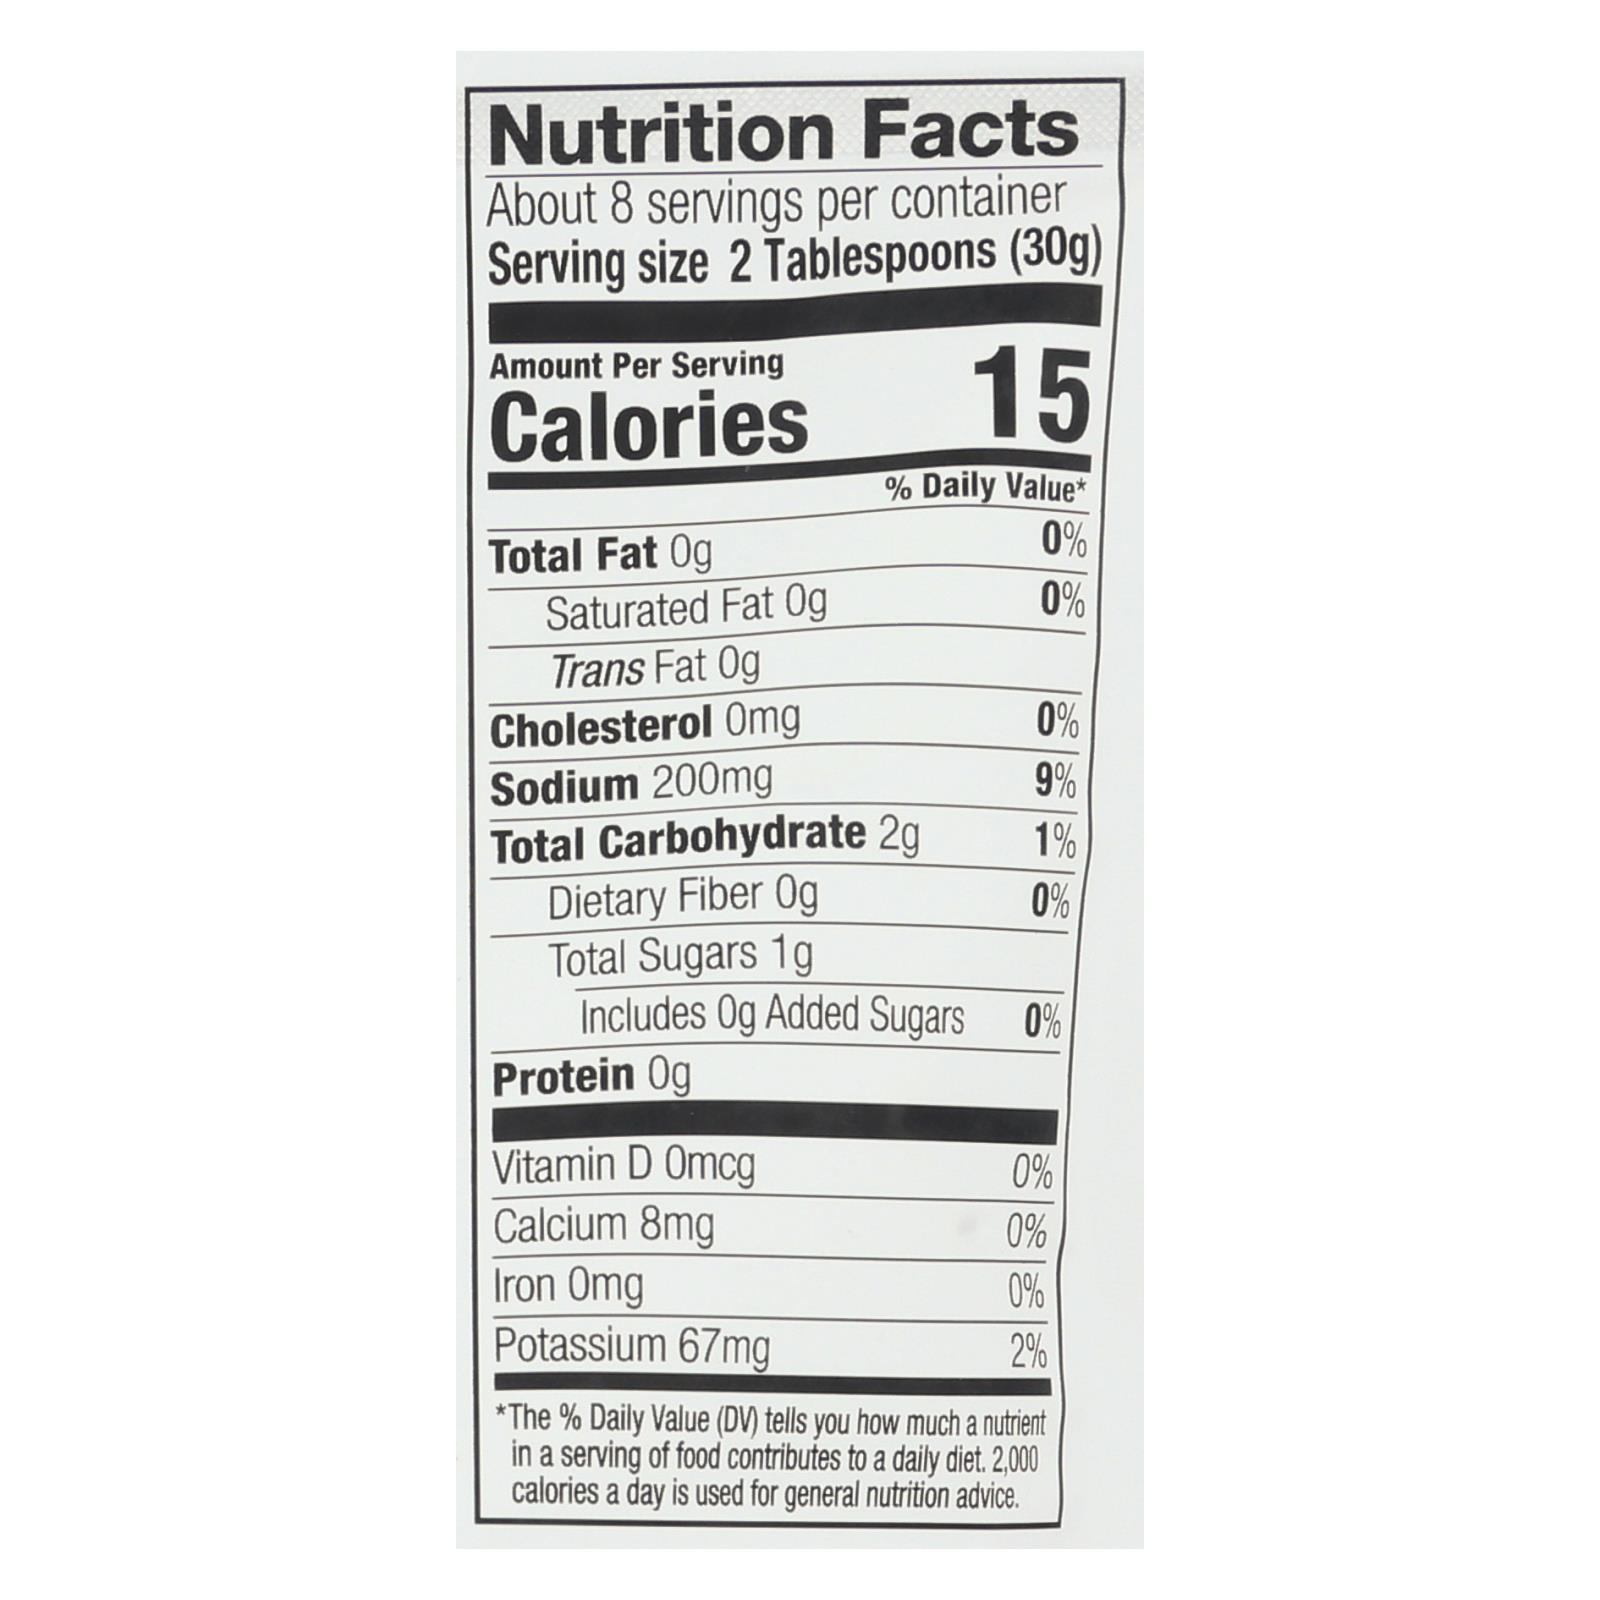 Nutrition Facts
About 8 servings per container
Serving size 2 Tablespoons (30g)
Amount Per Serving
Calories 15
% Daily Value*
Total Fat 0g 0%
Saturated Fat 0g 0%
Trans Fat 0g
Cholesterol 0mg 0%
Sodium 200mg 9%
Total Carbohydrate 2g 1%
Dietary Fiber 0g 0%
Total Sugars 1g
Includes 0g Added Sugars 0%
Protein 0g
Vitamin D 0mcg 0%
Calcium 8mg 0%
Iron 0mg 0%
Potassium 67mg 2%
*The % Daily Value (DV) tells you how much a nutrient
in a serving of food contributes to a daily diet. 2,000
calories a day is used for general nutrition advice.